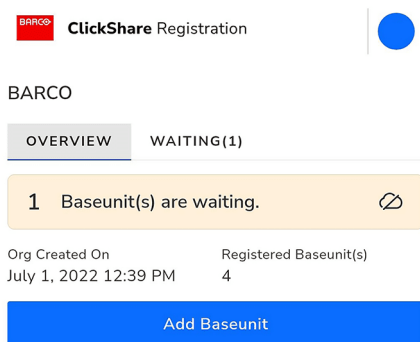 BARCO
ClickShare Registration
BARCO
OVERVIEW WAITING(1)
1 Baseunit(s) are waiting.
Org Created On Registered Baseunit(s)
July 1, 2022 12:39 PM 4
Add Baseunit